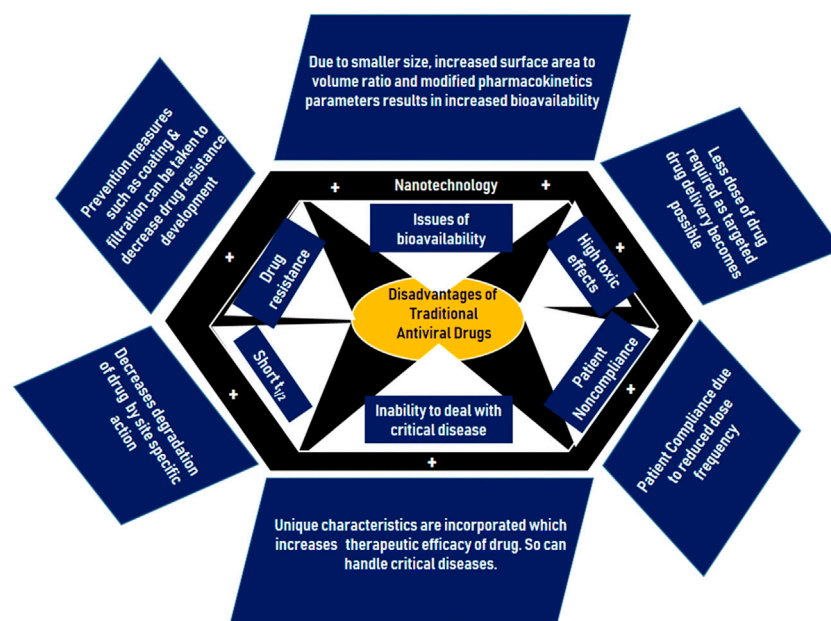 Due to smaller size, increased surface area to
volume ratio and modified pharmacokinetics
parameters results in increased bioavailability
Prevention measures
such as coating &
filtration can be taken to
decrease drug resistance
development
Less dose of drug
required as targeted
drug delivery becomes
possible
+
Nanotechnology
+
Issues of
bioavailability
+
Drug
resistance
High toxic
effects
+
Disadvantages of
Traditional
Antiviral Drugs
Decreases degradation
of drug by site specific
action
+
Short t1/2
Patient
Noncompliance
+
Inability to deal with
critical disease
+
Patient Compliance due
to reduced dose
frequency
Unique characteristics are incorporated which
increases therapeutic efficacy of drug. So can
handle critical diseases.